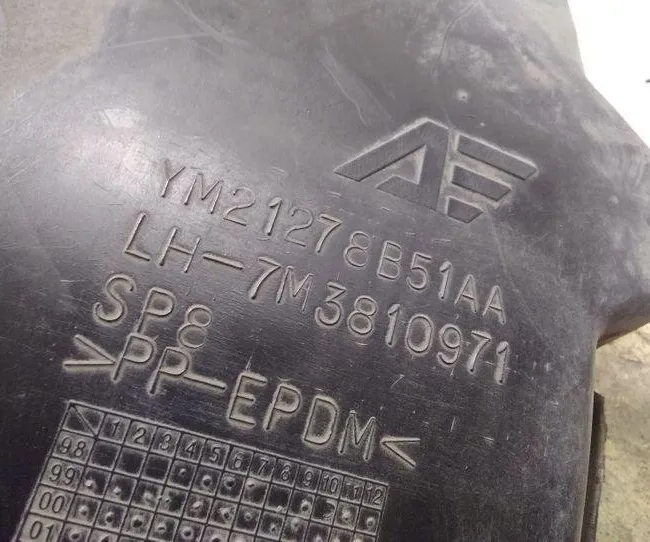 AE
YM21278B51AA
LH-7M3810971
SP8
>PP-EPDM<
1 2 3 4 5 6 7 8 9 10 11 12
98
99
00
01